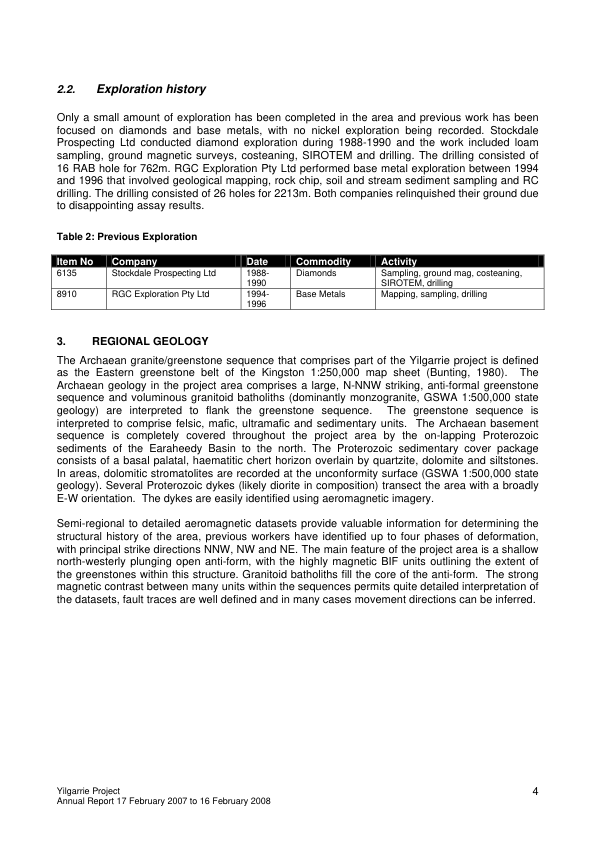 2.2. Exploration history
Only a small amount of exploration has been completed in the area and previous work has been
focused on diamonds and base metals, with no nickel exploration being recorded. Stockdale
Prospecting Ltd conducted diamond exploration during 1988-1990 and the work included loam
sampling, ground magnetic surveys, costeaning, SIROTEM and drilling. The drilling consisted of
16 RAB hole for 762m. RGC Exploration Pty Ltd performed base metal exploration between 1994
and 1996 that involved geological mapping, rock chip, soil and stream sediment sampling and RC
drilling. The drilling consisted of 26 holes for 2213m. Both companies relinquished their ground due
to disappointing assay results.
Table 2: Previous Exploration
Item No Company Date Commodity Activity
6135 Stockdale Prospecting Ltd 1988- Diamonds Sampling, ground mag, costeaning,
1990 SIROTEM, drilling
8910 RGC Exploration Pty Ltd 1994- Base Metals Mapping, sampling, drilling
1996
3. REGIONAL GEOLOGY
The Archaean granite/greenstone sequence that comprises part of the Yilgarrie project is defined
as the Eastern greenstone belt of the Kingston 1:250,000 map sheet (Bunting, 1980). The
Archaean geology in the project area comprises a large, N-NNW striking, anti-formal greenstone
sequence and voluminous granitoid batholiths (dominantly monzogranite, GSWA 1:500,000 state
geology) are interpreted to flank the greenstone sequence. The greenstone sequence is
interpreted to comprise felsic, mafic, ultramafic and sedimentary units. The Archaean basement
sequence is completely covered throughout the project area by the on-lapping Proterozoic
sediments of the Earaheedy Basin to the north. The Proterozoic sedimentary cover package
consists of a basal palatal, haematitic chert horizon overlain by quartzite, dolomite and siltstones.
In areas, dolomitic stromatolites are recorded at the unconformity surface (GSWA 1:500,000 state
geology). Several Proterozoic dykes (likely diorite in composition) transect the area with a broadly
E-W orientation. The dykes are easily identified using aeromagnetic imagery.
Semi-regional to detailed aeromagnetic datasets provide valuable information for determining the
structural history of the area, previous workers have identified up to four phases of deformation,
with principal strike directions NNW, NW and NE. The main feature of the project area is a shallow
north-westerly plunging open anti-form, with the highly magnetic BIF units outlining the extent of
the greenstones within this structure. Granitoid batholiths fill the core of the anti-form. The strong
magnetic contrast between many units within the sequences permits quite detailed interpretation of
the datasets, fault traces are well defined and in many cases movement directions can be inferred.
Yilgarrie Project 4
Annual Report 17 February 2007 to 16 February 2008